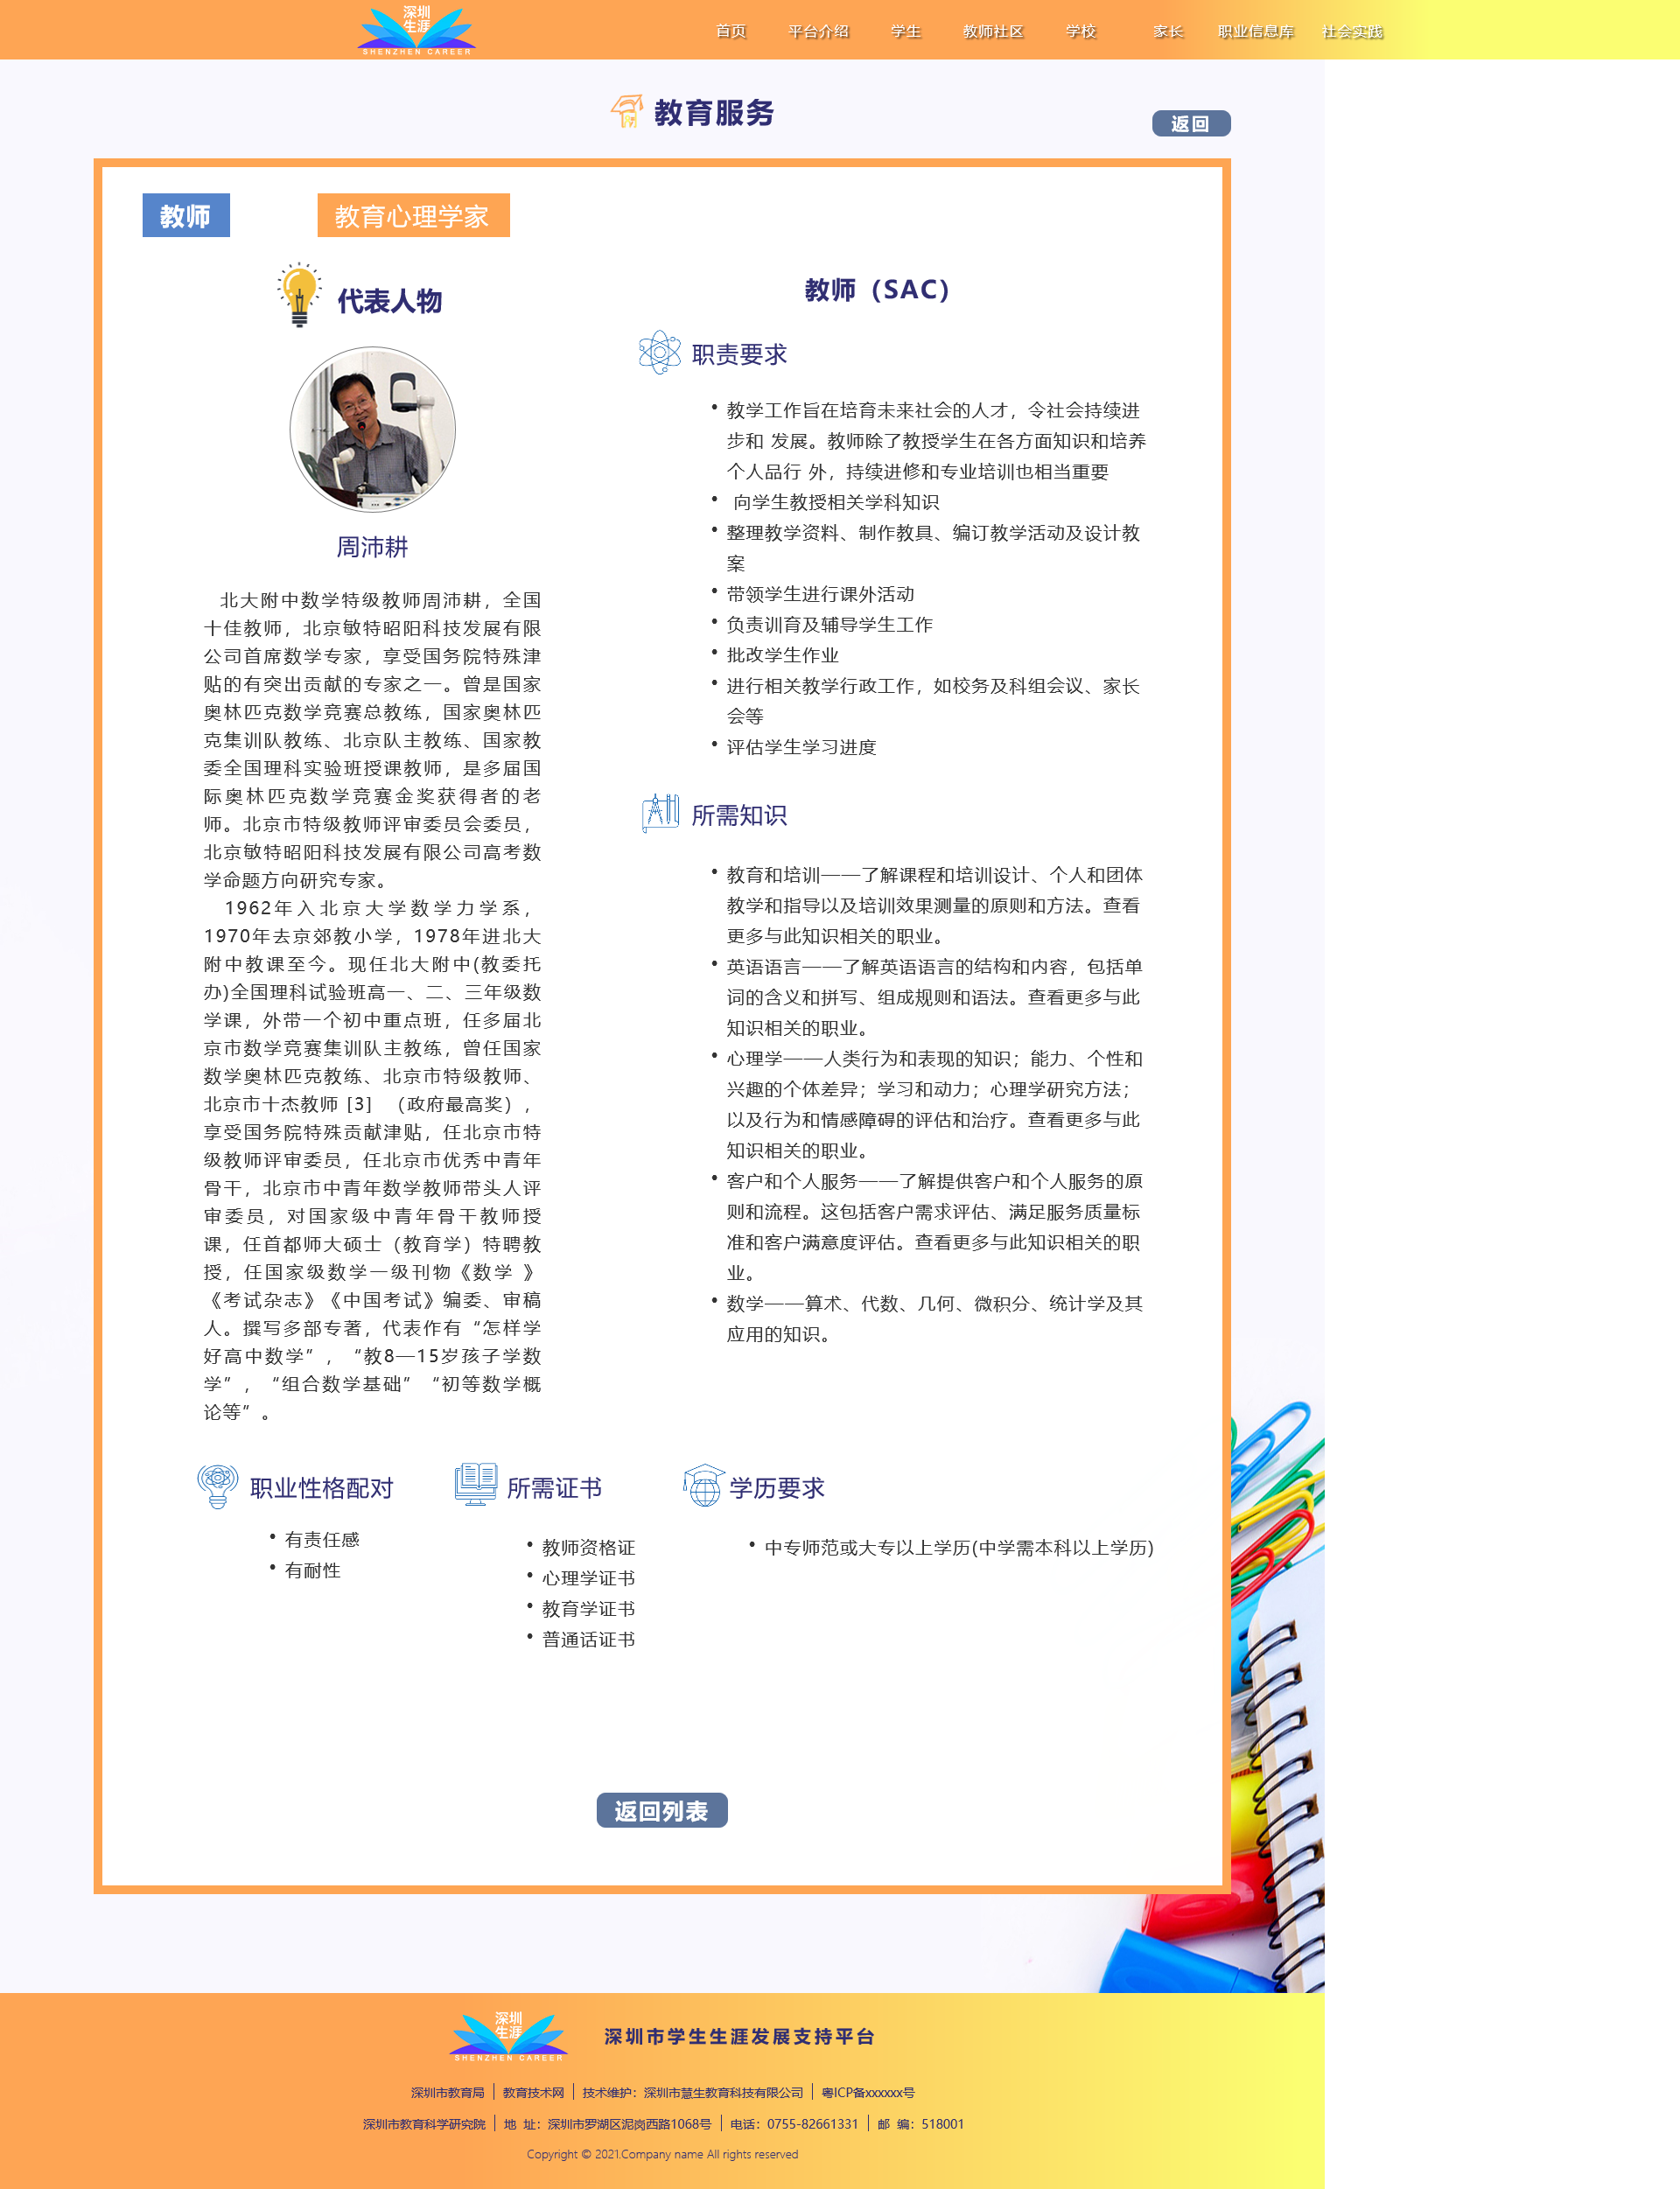 深圳
生涯
SHENZHEN CAREER
首页 平台介绍 学生 教师社区 学校 家长 职业信息库 社会实践
教育服务
返回
教师 教育心理学家
代表人物
周沛耕
北大附中数学特级教师周沛耕，全国
十佳教师，北京敏特昭阳科技发展有限
公司首席数学专家，享受国务院特殊津
贴的有突出贡献的专家之一。曾是国家
奥林匹克数学竞赛总教练，国家奥林匹
克集训队教练、北京队主教练、国家教
委全国理科实验班授课教师，是多届国
际奥林匹克数学竞赛金奖获得者的老
师。北京市特级教师评审委员会委员，
北京敏特昭阳科技发展有限公司高考数
学命题方向研究专家。
1962年入北京大学数学力学系，
1970年去京郊教小学，1978年进北大
附中教课至今。现任北大附中(教委托
办)全国理科试验班高一、二、三年级数
学课，外带一个初中重点班，任多届北
京市数学竞赛集训队主教练，曾任国家
数学奥林匹克教练、北京市特级教师、
北京市十杰教师 [3] （政府最高奖），
享受国务院特殊贡献津贴，任北京市特
级教师评审委员，任北京市优秀中青年
骨干，北京市中青年数学教师带头人评
审委员，对国家级中青年骨干教师授
课，任首都师大硕士（教育学）特聘教
授，任国家级数学一级刊物《数学 》
《考试杂志》《中国考试》编委、审稿
人。撰写多部专著，代表作有“怎样学
好高中数学”，“教8—15岁孩子学数
学”，“组合数学基础”“初等数学概
论等”。
教师（SAC）
职责要求
• 教学工作旨在培育未来社会的人才，令社会持续进
步和 发展。教师除了教授学生在各方面知识和培养
个人品行 外，持续进修和专业培训也相当重要
• 向学生教授相关学科知识
• 整理教学资料、制作教具、编订教学活动及设计教
案
• 带领学生进行课外活动
• 负责训育及辅导学生工作
• 批改学生作业
• 进行相关教学行政工作，如校务及科组会议、家长
会等
• 评估学生学习进度
所需知识
• 教育和培训——了解课程和培训设计、个人和团体
教学和指导以及培训效果测量的原则和方法。查看
更多与此知识相关的职业。
• 英语语言——了解英语语言的结构和内容，包括单
词的含义和拼写、组成规则和语法。查看更多与此
知识相关的职业。
• 心理学——人类行为和表现的知识；能力、个性和
兴趣的个体差异；学习和动力；心理学研究方法；
以及行为和情感障碍的评估和治疗。查看更多与此
知识相关的职业。
• 客户和个人服务——了解提供客户和个人服务的原
则和流程。这包括客户需求评估、满足服务质量标
准和客户满意度评估。查看更多与此知识相关的职
业。
• 数学——算术、代数、几何、微积分、统计学及其
应用的知识。
职业性格配对
• 有责任感
• 有耐性
所需证书
• 教师资格证
• 心理学证书
• 教育学证书
• 普通话证书
学历要求
• 中专师范或大专以上学历(中学需本科以上学历)
返回列表
深圳
生涯
SHENZHEN CAREER
深圳市学生生涯发展支持平台
深圳市教育局 | 教育技术网 | 技术维护：深圳市慧生教育科技有限公司 | 粤ICP备xxxxxx号
深圳市教育科学研究院 | 地 址：深圳市罗湖区泥岗西路1068号 | 电话：0755-82661331 | 邮 编：518001
Copyright © 2021.Company name All rights reserved